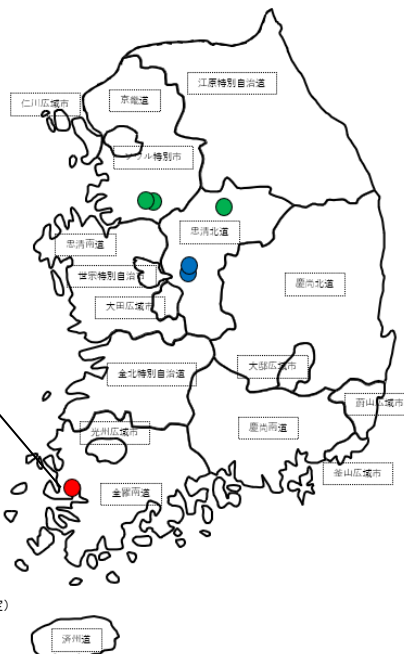 江原特別自治道
京畿道
仁川広域市
ソウル特別市
忠清北道
忠清南道
世宗特別自治市
慶尚北道
大田広域市
大邱広域市
全北特別自治道
蔚山広域市
慶尚南道
光州広域市
釜山広域市
全羅南道
済州道